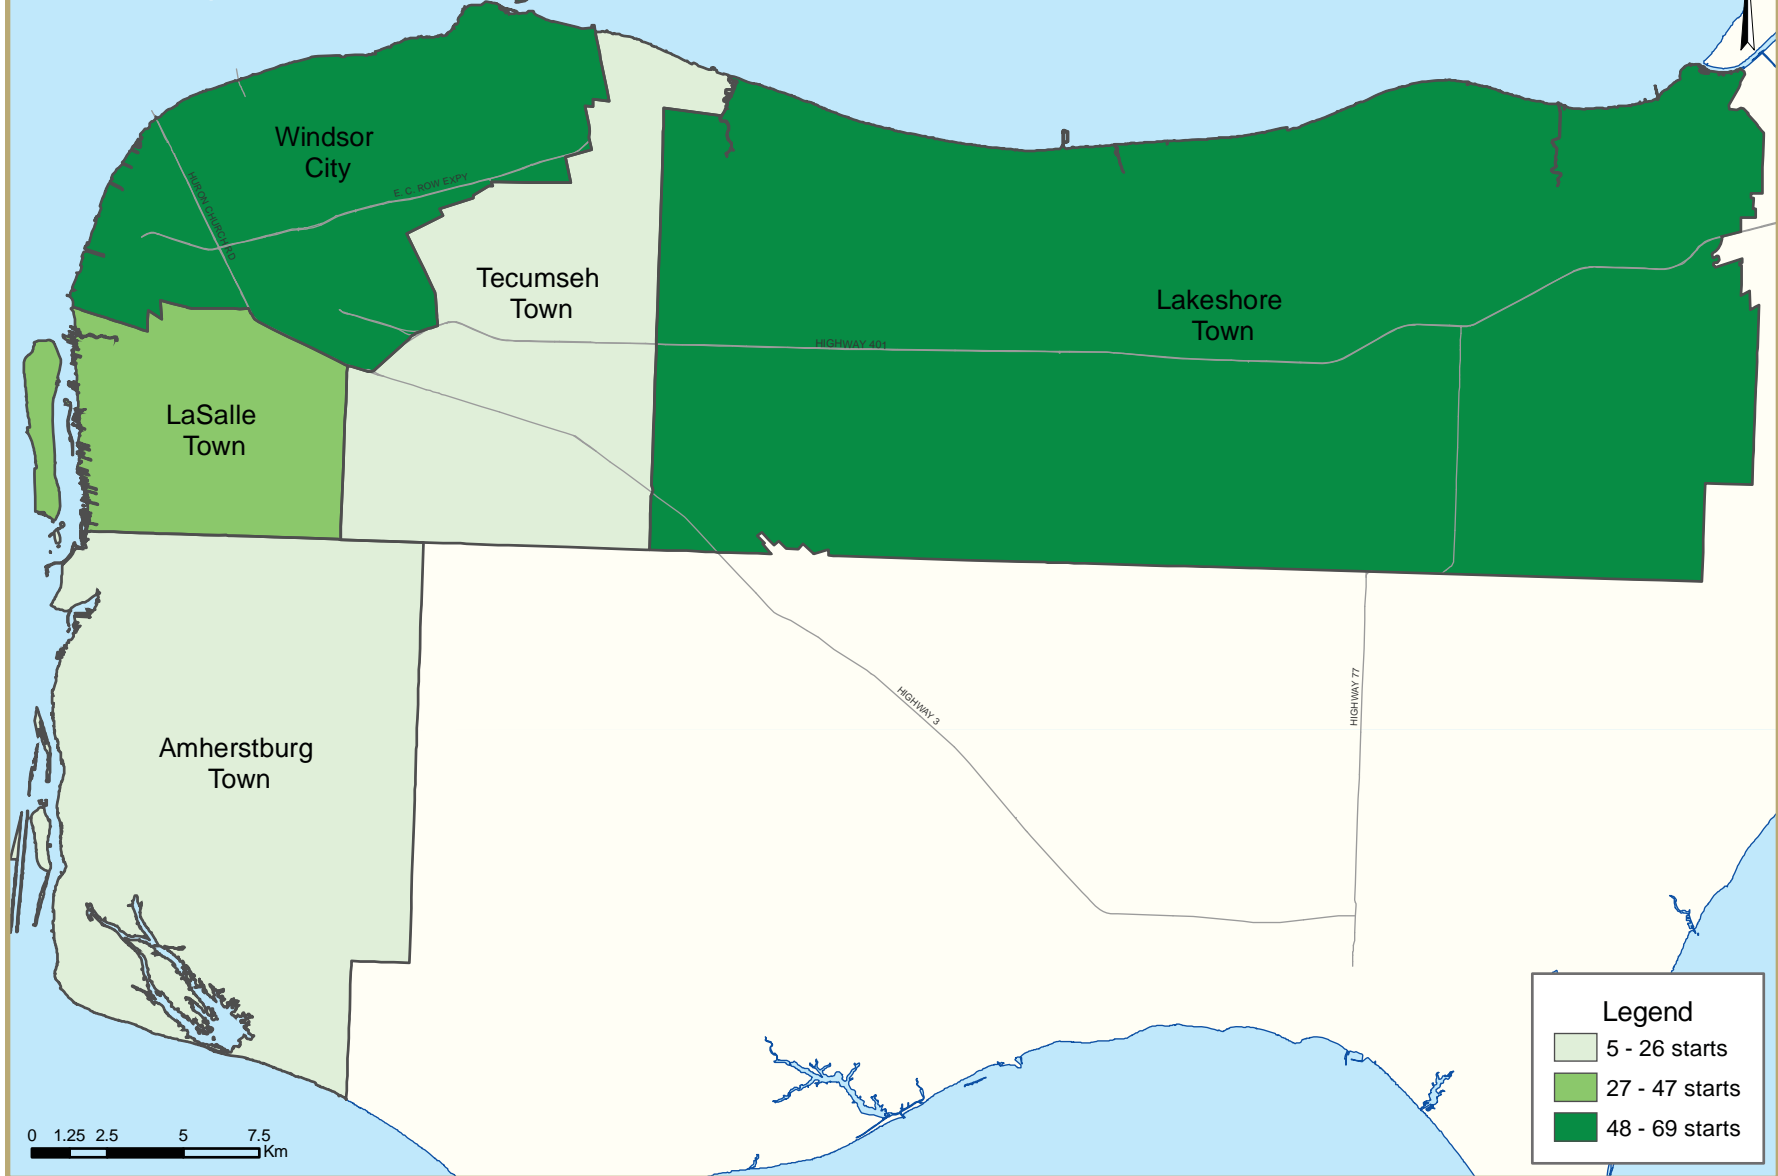 Windsor
City
HURON CHURCH RD
E. C. ROW EXPY
Tecumseh
Town
Lakeshore
Town
HIGHWAY 401
LaSalle
Town
HIGHWAY 3
HIGHWAY 77
Amherstburg
Town
Legend
5 - 26 starts
27 - 47 starts
48 - 69 starts
0 1.25 2.5 5 7.5
Km